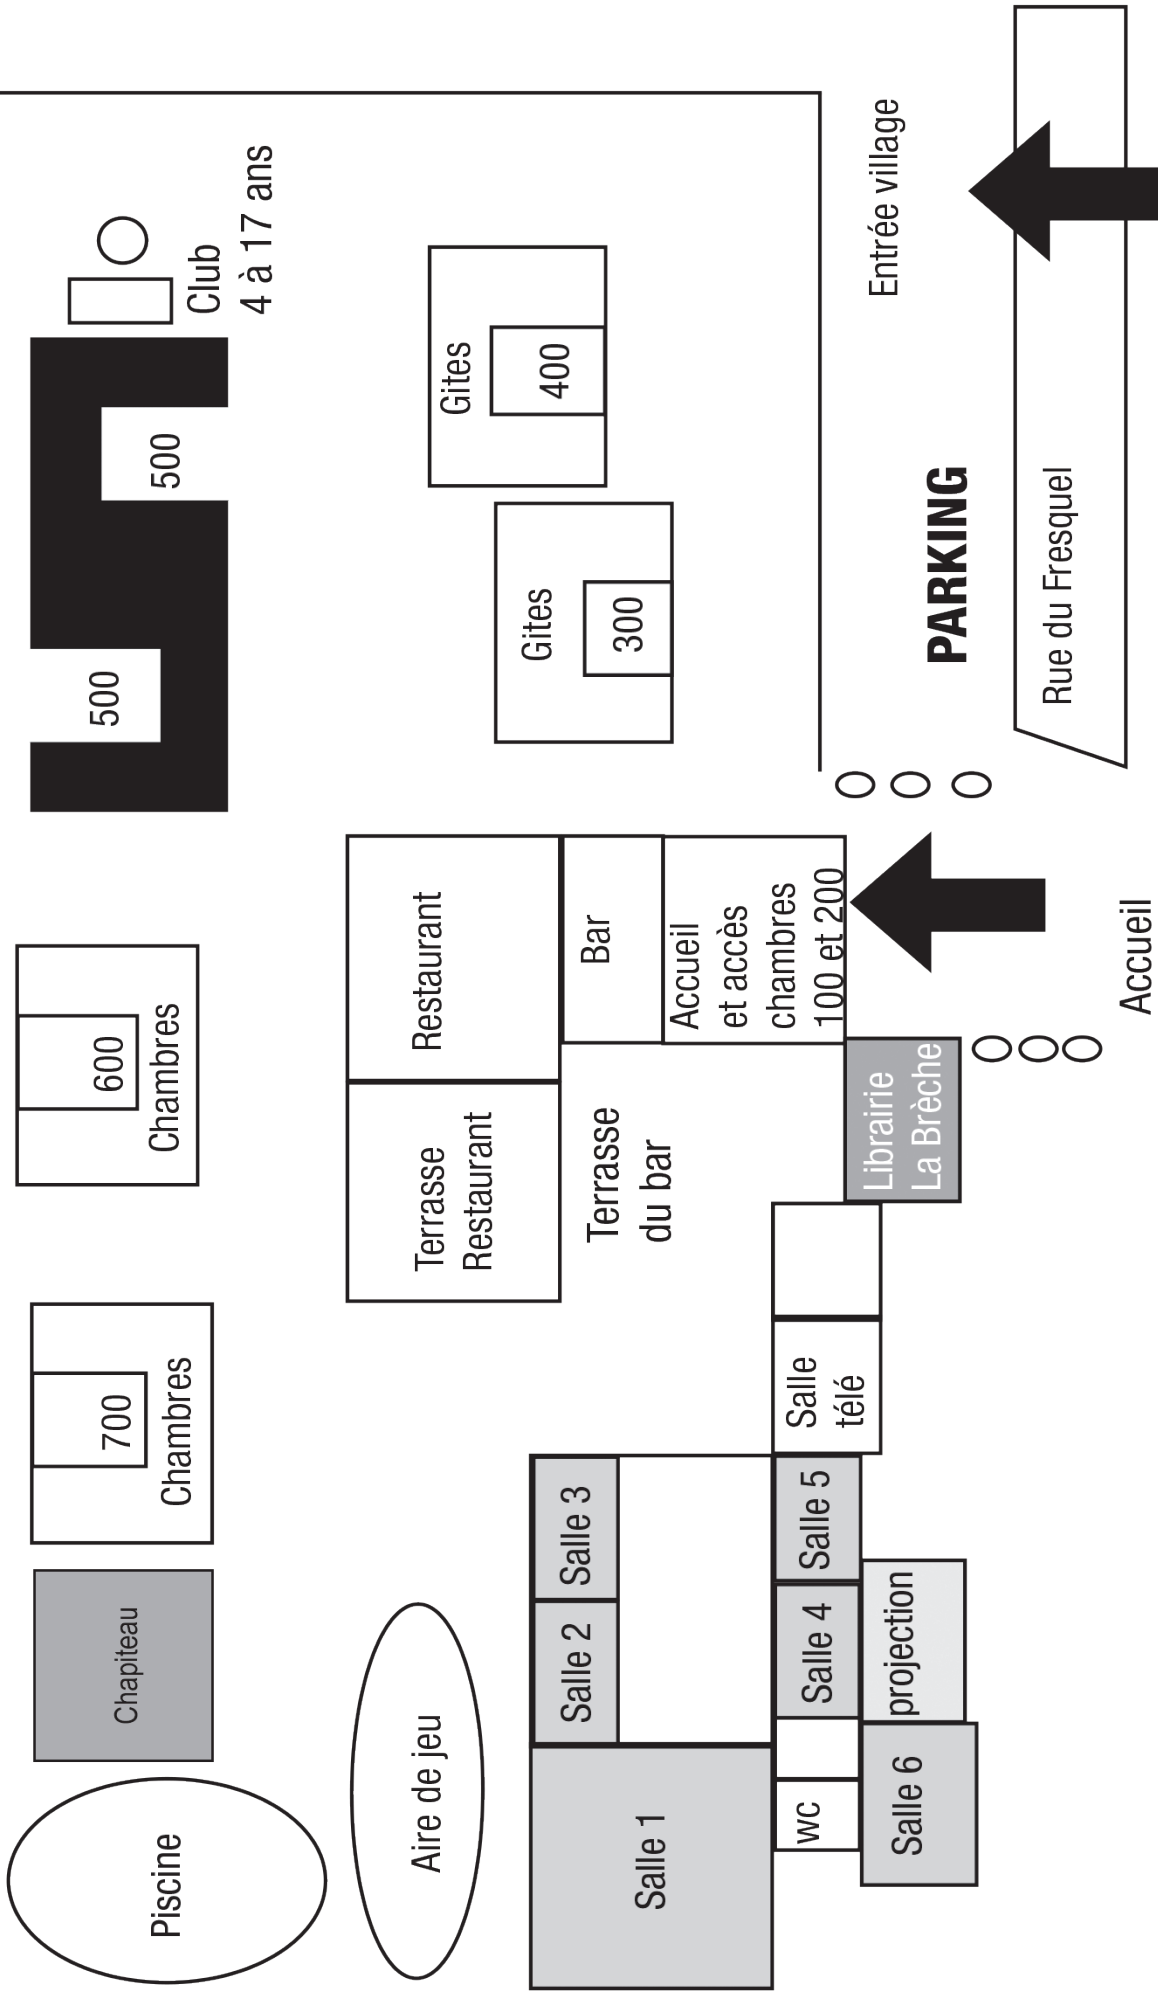 Piscine
Chapiteau
700
Chambres
600
Chambres
500
500
Club
4 à 17 ans
Aire de jeu
Terrasse
Restaurant
Restaurant
Gites
400
Gites
300
Salle 1
Salle 2
Salle 3
Terrasse
du bar
Bar
Accueil
et accès
chambres
100 et 200
wc
Salle 4
Salle 5
Salle
télé
Salle 6
projection
Librairie
La Brèche
Entrée village
PARKING
Rue du Fresquel
Accueil